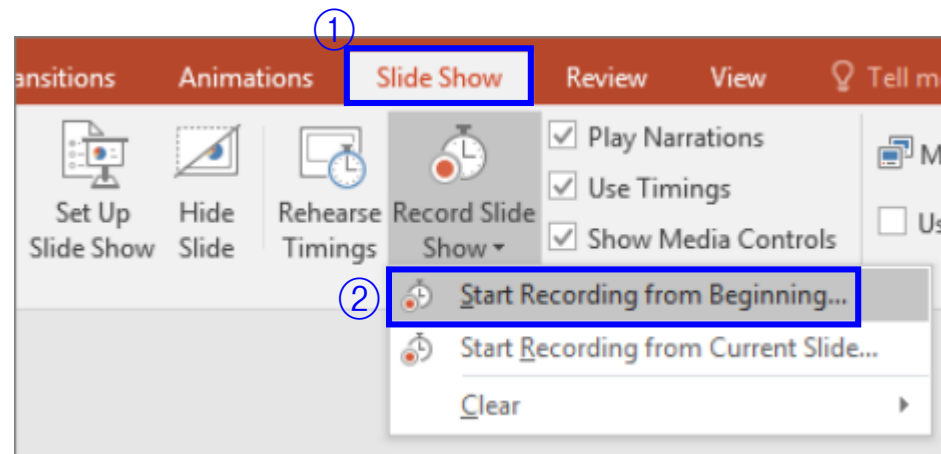 ①
ansitions Animations Slide Show Review View Tell m
Set Up
Slide Show
Hide
Slide
Rehearse
Timings
Record Slide
Show
Play Narrations
Use Timings
Show Media Controls
M
Us
② Start Recording from Beginning...
Start Recording from Current Slide...
Clear